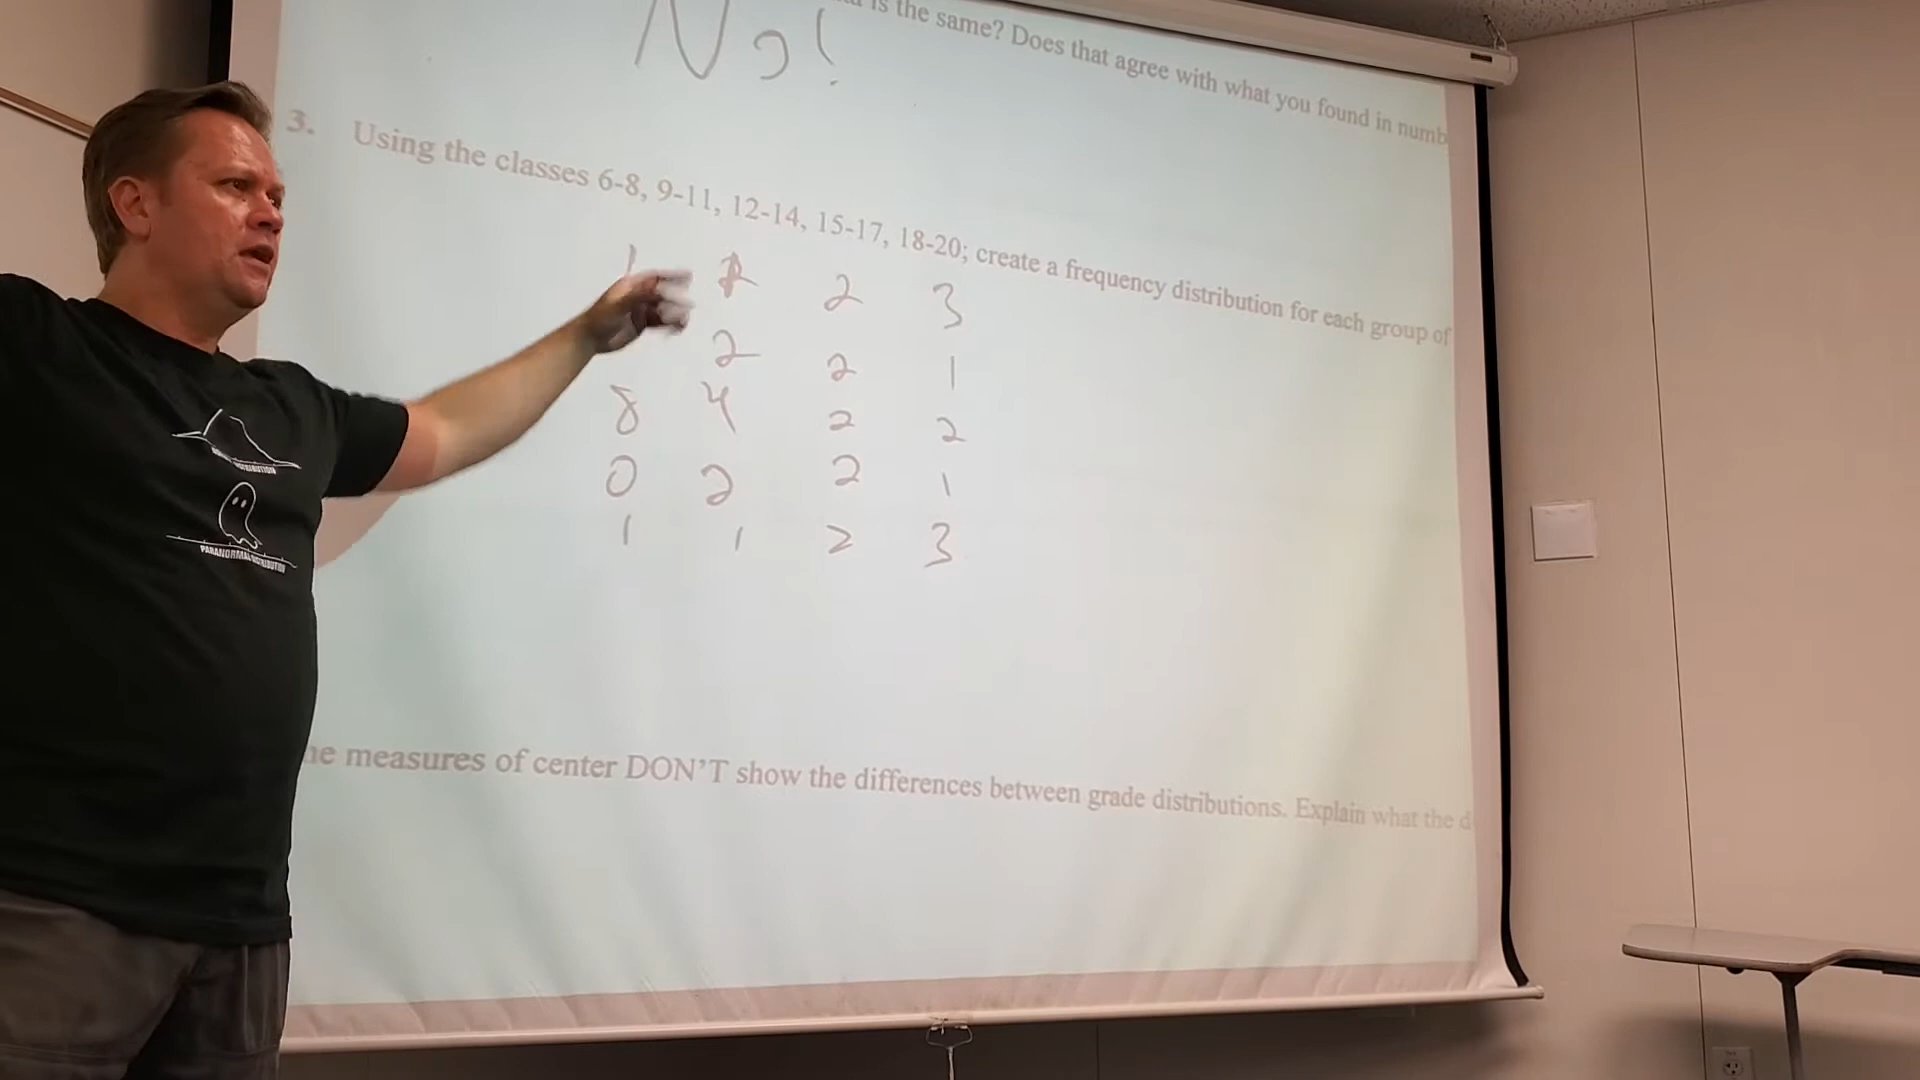 No!
is the same? Does that agree with what you found in numb
3. Using the classes 6-8, 9-11, 12-14, 15-17, 18-20; create a frequency distribution for each group of
1 2 3
2 2 1
8 4 2 2
0 2 2 1
1 1 2 3
DISTRIBUTION
PARANORMAL DISTRIBUTION
he measures of center DON'T show the differences between grade distributions. Explain what the d